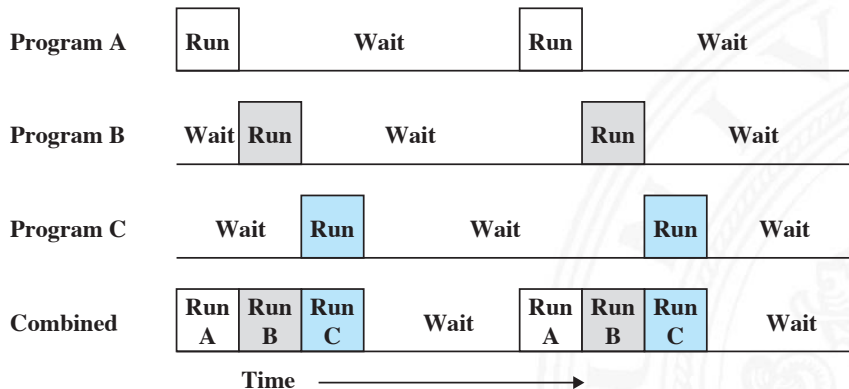 Program A Run Wait Run Wait
Program B Wait Run Wait Run Wait
Program C Wait Run Wait Run Wait
Combined Run A Run B Run C Wait Run A Run B Run C Wait
Time